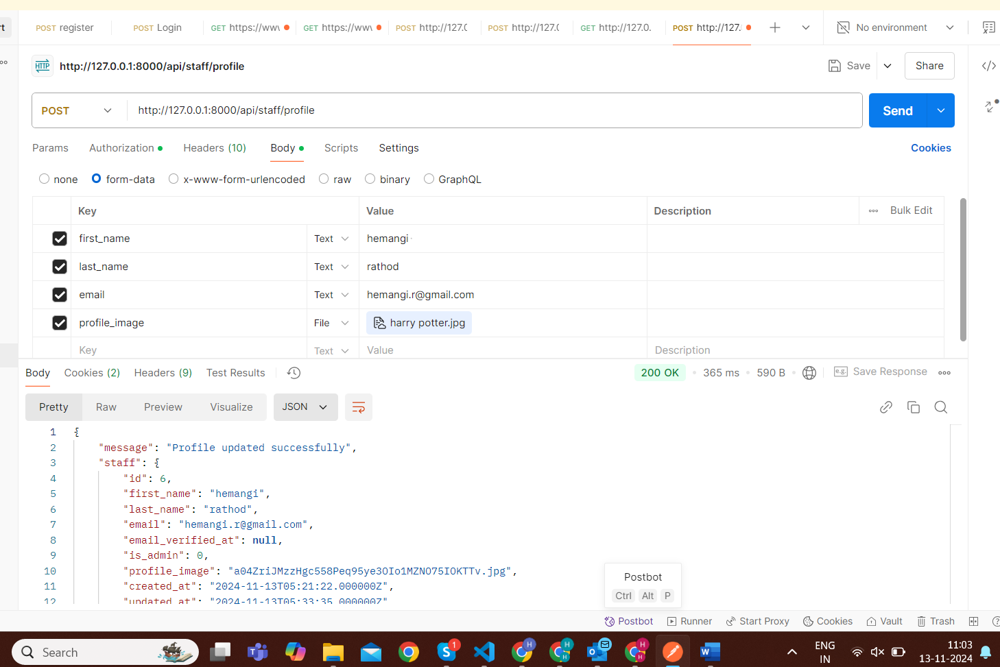 rt POST register POST Login GET https://www GET https://www POST http://127.0 POST http://127.0 GET http://127.0. POST http://127. No environment
HTTP http://127.0.0.1:8000/api/staff/profile Save Share
POST http://127.0.0.1:8000/api/staff/profile Send
Params Authorization Headers (10) Body Scripts Settings Cookies
none form-data x-www-form-urlencoded raw binary GraphQL
Key Value Description Bulk Edit
first_name Text hemangi
last_name Text rathod
email Text hemangi.r@gmail.com
profile_image File harry potter.jpg
Key Text Value Description
Body Cookies (2) Headers (9) Test Results 200 OK 365 ms 590 B e.g. Save Response
Pretty Raw Preview Visualize JSON
1 {
2 "message": "Profile updated successfully",
3 "staff": {
4 "id": 6,
5 "first_name": "hemangi",
6 "last_name": "rathod",
7 "email": "hemangi.r@gmail.com",
8 "email_verified_at": null,
9 "is_admin": 0,
10 "profile_image": "a04ZriJMzzHgc558Peq95ye3OIo1MZNO75IOKTTv.jpg",
11 "created_at": "2024-11-13T05:21:22.000000Z",
12 "updated_at": "2024-11-13T05:33:35.000000Z"
Postbot
Ctrl Alt P
Postbot Runner Start Proxy Cookies Vault Trash
Search 1 H H H H H ENG 11:03
IN 13-11-2024